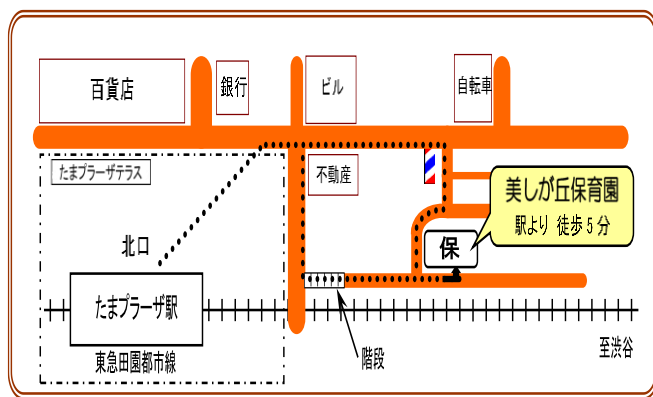 百貨店
銀行
ビル
自転車
たまプラーザテラス
不動産
美しが丘保育園
駅より 徒歩5分
北口
保
たまプラーザ駅
至渋谷
東急田園都市線
階段